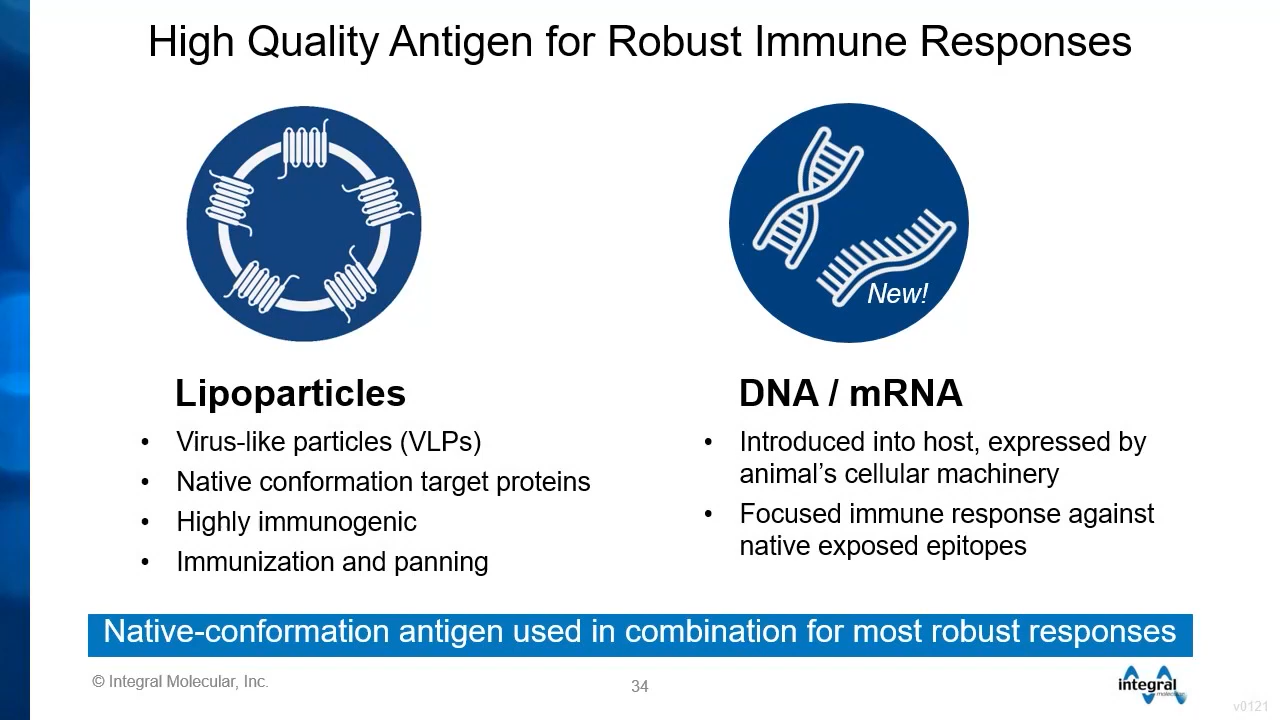 High Quality Antigen for Robust Immune Responses
New!
Lipoparticles
• Virus-like particles (VLPs)
• Native conformation target proteins
• Highly immunogenic
• Immunization and panning
DNA / mRNA
• Introduced into host, expressed by
animal’s cellular machinery
• Focused immune response against
native exposed epitopes
Native-conformation antigen used in combination for most robust responses
© Integral Molecular, Inc.
34
integral
molecular
v0121